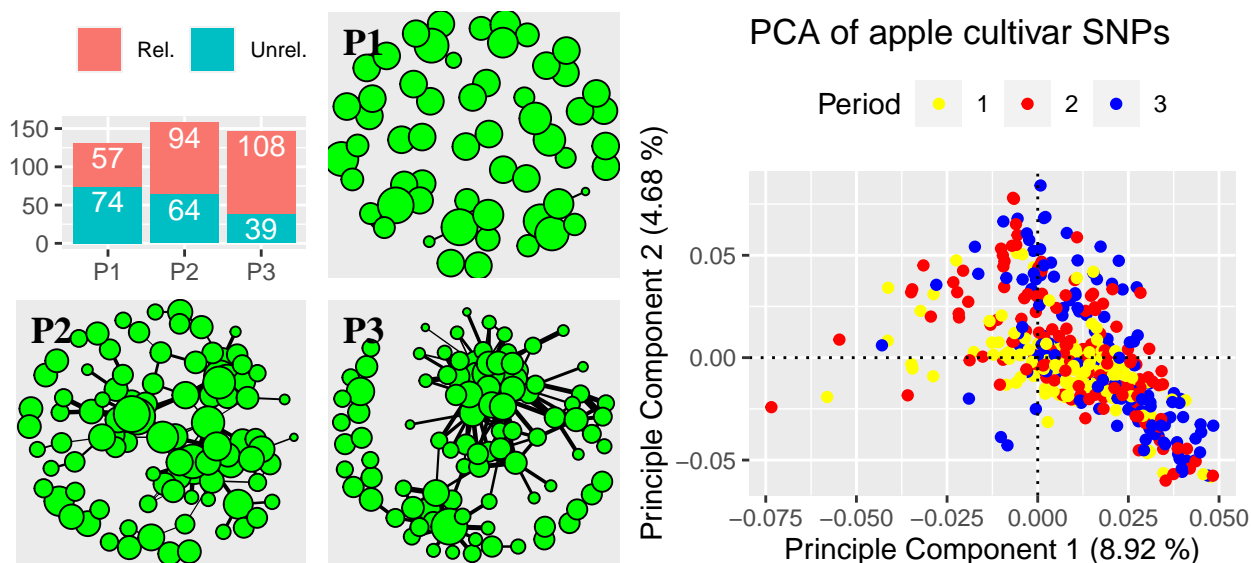 Rel. Unrel.
150
100
50
0
57
94
108
74
64
39
P1 P2 P3
P1
P2
P3
PCA of apple cultivar SNPs
Period 1 2 3
Principle Component 2 (4.68 %)
0.05
0.00
−0.05
−0.075 −0.050 −0.025 0.000 0.025 0.050
Principle Component 1 (8.92 %)